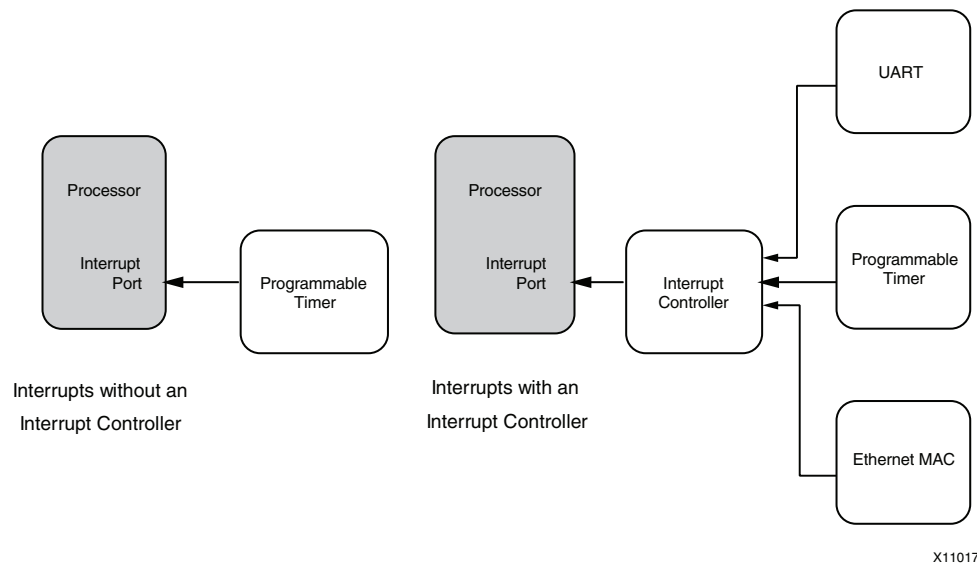 Processor
Interrupt
Port
Programmable
Timer
Interrupts without an
Interrupt Controller
Processor
Interrupt
Port
Interrupt
Controller
UART
Programmable
Timer
Ethernet MAC
Interrupts with an
Interrupt Controller
X11017